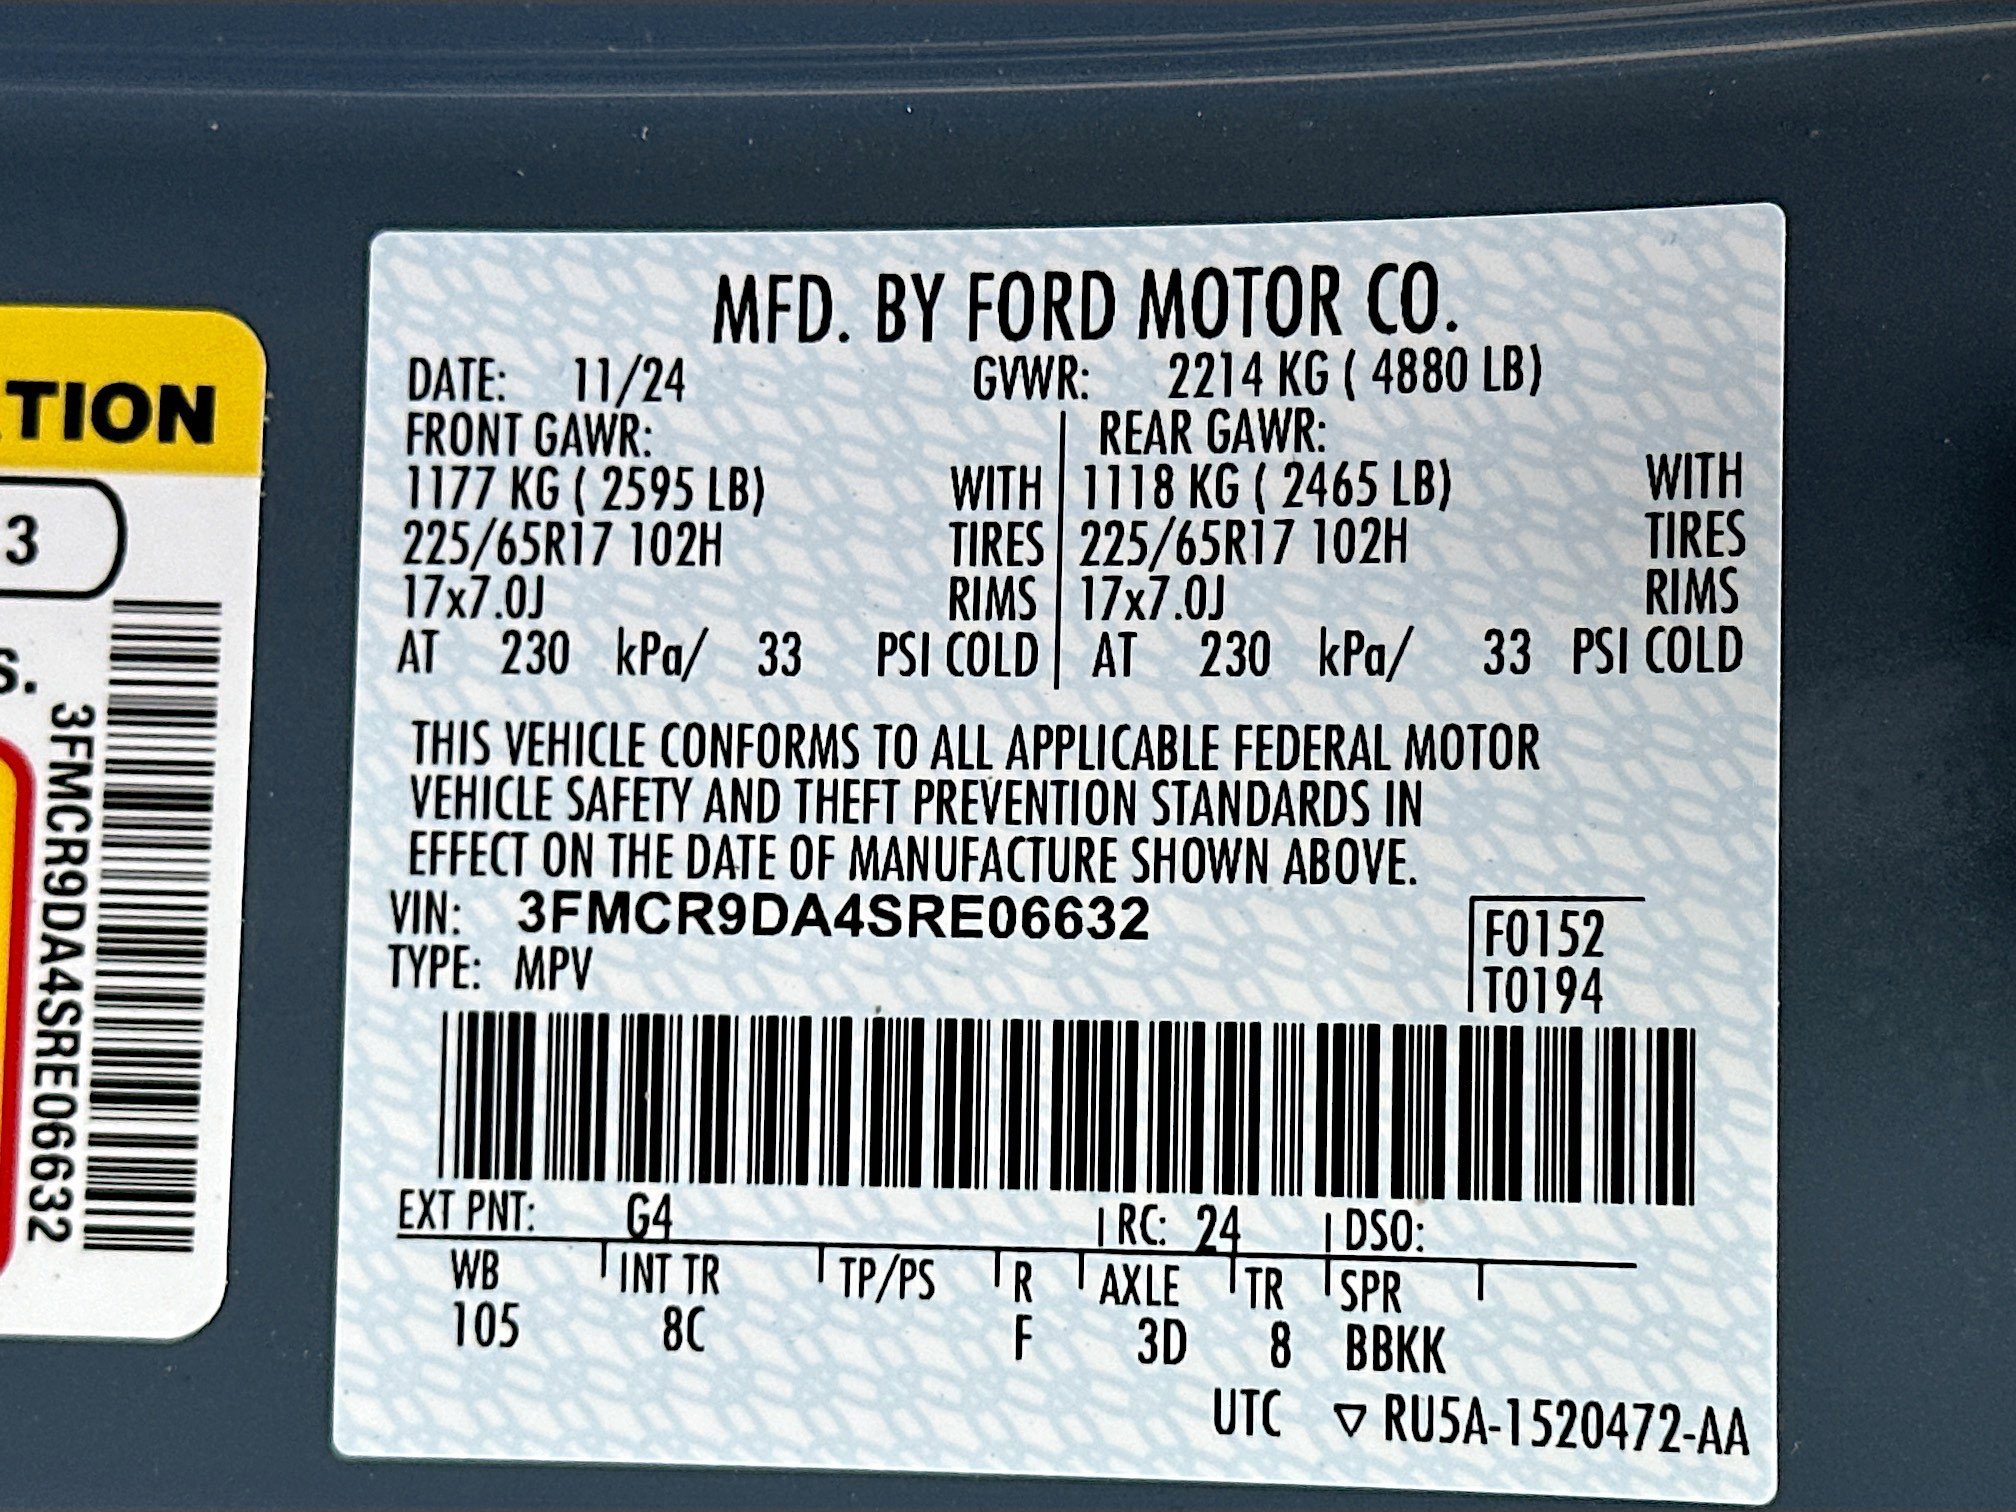 TION
3
S.
3FMCR9DA4SRE06632
MFD. BY FORD MOTOR CO.
DATE: 11/24 GVWR: 2214 KG ( 4880 LB)
FRONT GAWR: REAR GAWR:
1177 KG ( 2595 LB) WITH 1118 KG ( 2465 LB) WITH
225/65R17 102H TIRES 225/65R17 102H TIRES
17x7.0J RIMS 17x7.0J RIMS
AT 230 kPa/ 33 PSI COLD AT 230 kPa/ 33 PSI COLD
THIS VEHICLE CONFORMS TO ALL APPLICABLE FEDERAL MOTOR
VEHICLE SAFETY AND THEFT PREVENTION STANDARDS IN
EFFECT ON THE DATE OF MANUFACTURE SHOWN ABOVE.
VIN: 3FMCR9DA4SRE06632 F0152
TYPE: MPV T0194
EXT PNT: G4 RC: 24 DSO:
WB INT TR TP/PS R AXLE TR SPR
105 8C F 3D 8 BBKK
UTC ▽ RU5A-1520472-AA